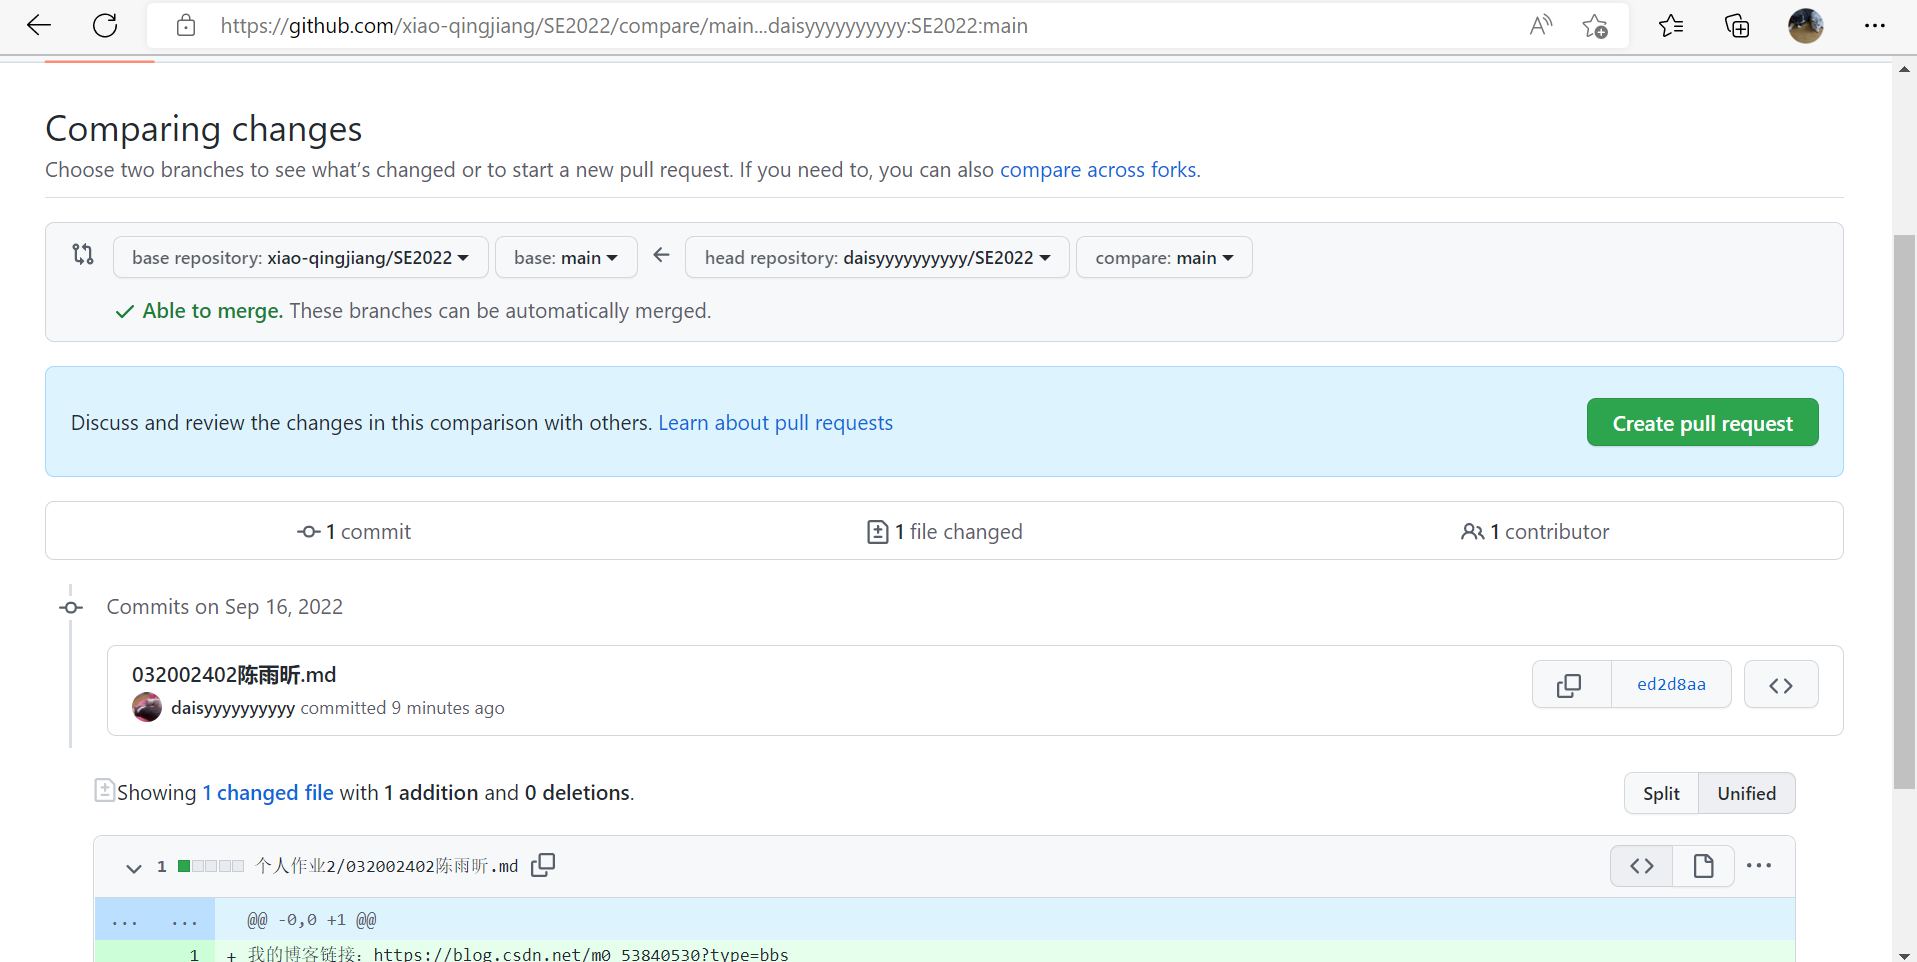 https://github.com/xiao-qingjiang/SE2022/compare/main...daisyyyyyyyyyy:SE2022:main
Comparing changes
Choose two branches to see what's changed or to start a new pull request. If you need to, you can also compare across forks.
base repository: xiao-qingjiang/SE2022 base: main head repository: daisyyyyyyyyyy/SE2022 compare: main
Able to merge. These branches can be automatically merged.
Discuss and review the changes in this comparison with others. Learn about pull requests Create pull request
1 commit 1 file changed 1 contributor
Commits on Sep 16, 2022
032002402陈雨昕.md
daisyyyyyyyyyy committed 9 minutes ago ed2d8aa
Showing 1 changed file with 1 addition and 0 deletions. Split Unified
1 个人作业2/032002402陈雨昕.md
... ... @@ -0,0 +1 @@
1 + 我的博客链接：https://blog.csdn.net/m0_53840530?type=bbs